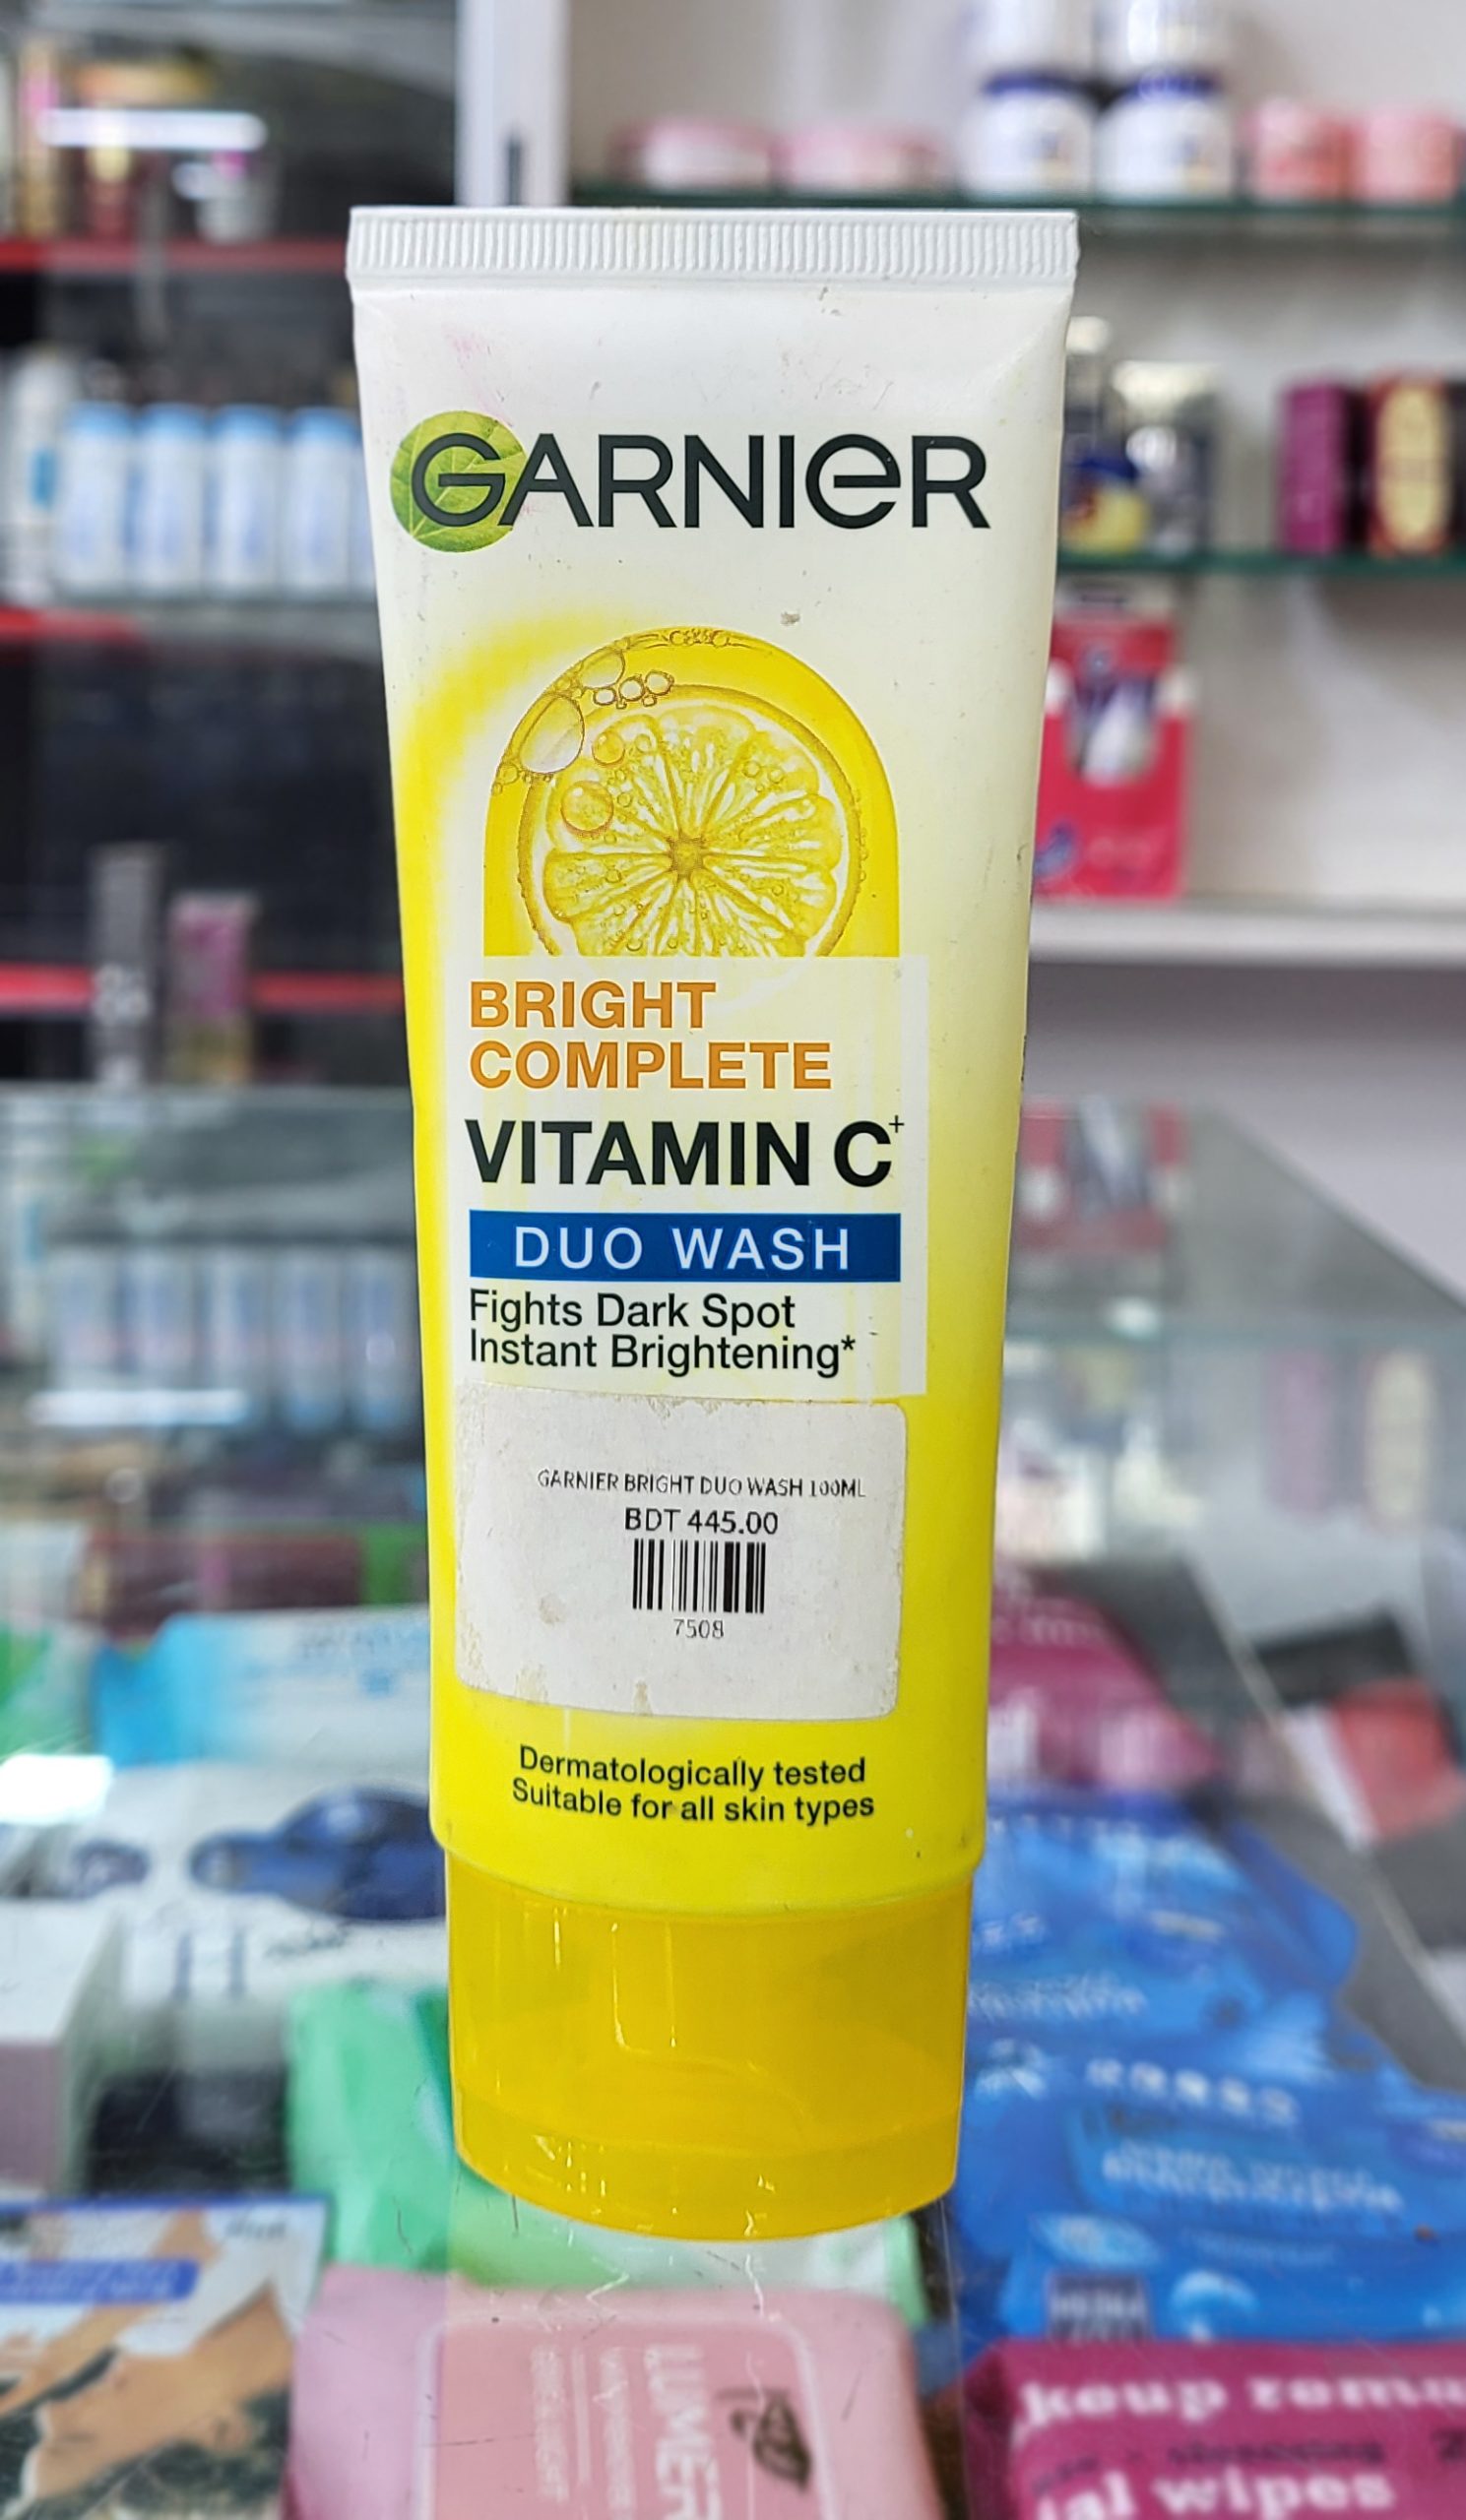 GARNIER
BRIGHT
COMPLETE
VITAMIN C+
DUO WASH
Fights Dark Spot
Instant Brightening*
GARNIER BRIGHT DUO WASH 100ML
BDT 445.00
7508
Dermatologically tested
Suitable for all skin types
wipes